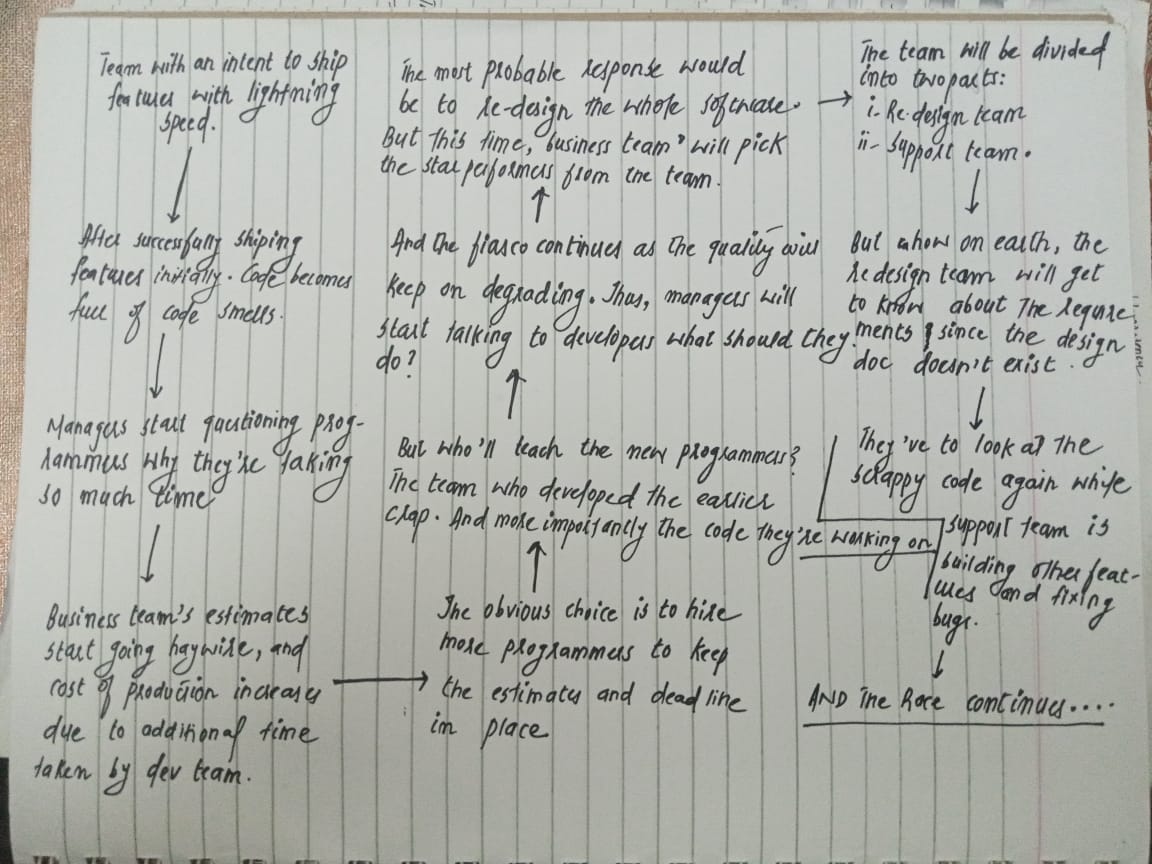 Team with an intent to ship
features with lightning
speed.
After successfully shiping
features initially. Code becomes
full of code smells.
Managers start questioning prog-
rammers why they're taking
so much time
Business team's estimates
start going haywire, and
cost of production increases
due to additional time
taken by dev team.
The obvious choice is to hire
more programmers to keep
the estimates and deadline
in place
But who'll teach the new programmers?
The team who developed the earlier
crap. And more importantly the code they're working on
And the fiasco continues as the quality will
keep on degrading. Thus, managers will
start talking to developers what should they
do?
The most probable response would
be to re-design the whole software.
But this time, business team will pick
the star performers from the team.
The team will be divided
into two parts:
i- Re-design team
ii- support team.
But whow on earth, the
redesign team will get
to know about The require
ments, since the design
doc doesn't exist.
They've to look at the
scrappy code again while
support team is
building other feat-
ures and fixing
bugs.
AND The Race continues....